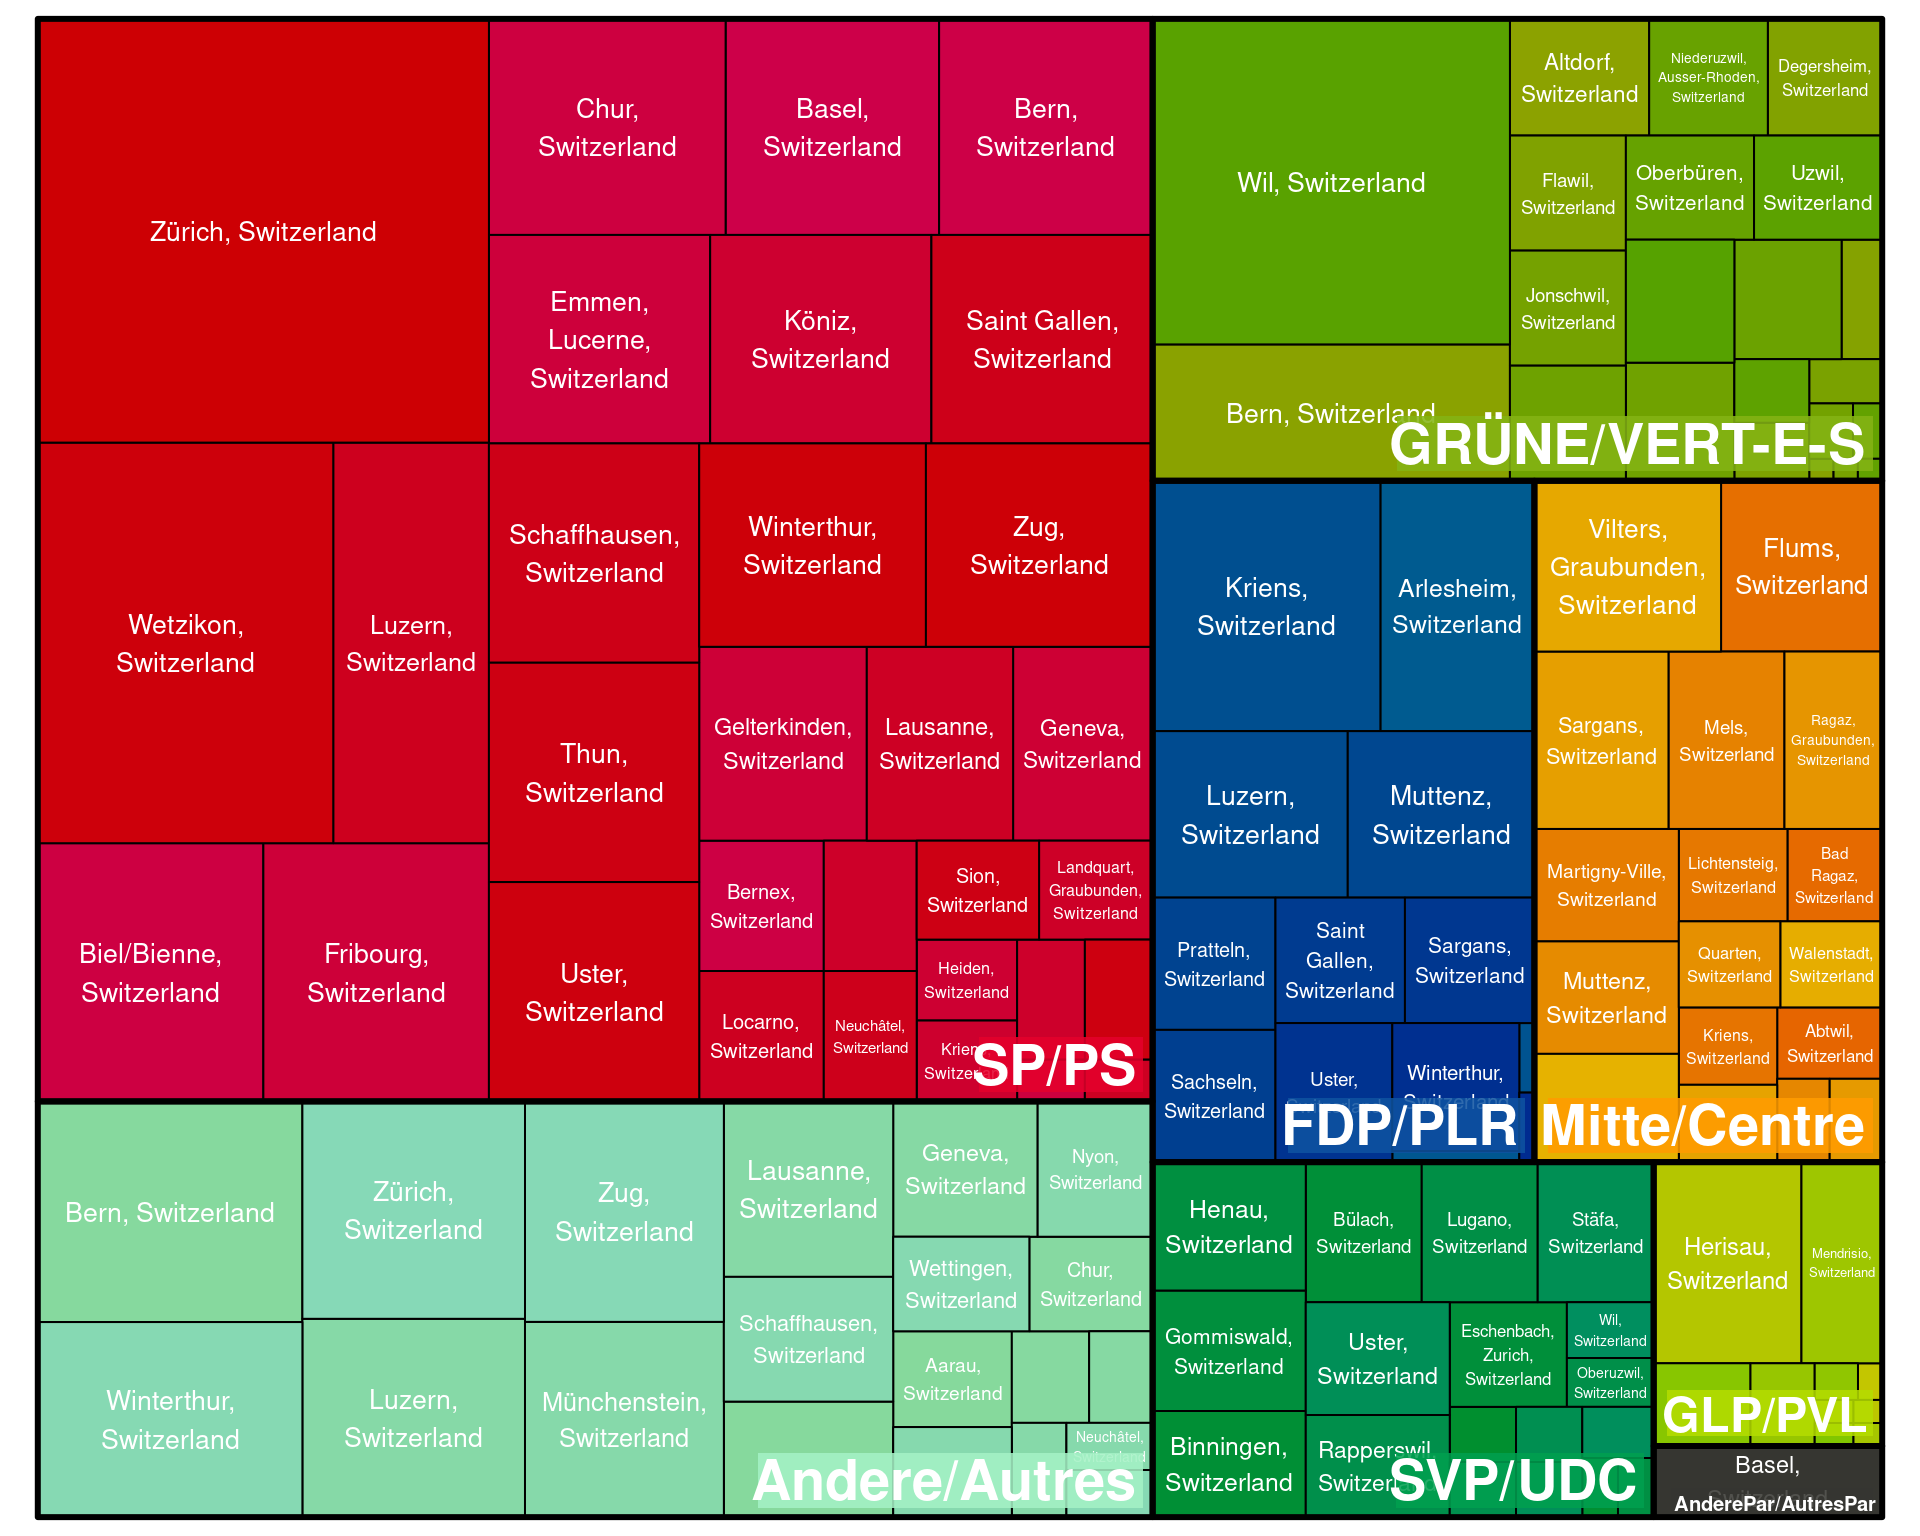 Zürich, Switzerland
Chur,
Switzerland
Basel,
Switzerland
Bern,
Switzerland
Emmen,
Lucerne,
Switzerland
Köniz,
Switzerland
Saint Gallen,
Switzerland
Wetzikon,
Switzerland
Luzern,
Switzerland
Schaffhausen,
Switzerland
Winterthur,
Switzerland
Zug,
Switzerland
Thun,
Switzerland
Gelterkinden,
Switzerland
Lausanne,
Switzerland
Geneva,
Switzerland
Biel/Bienne,
Switzerland
Fribourg,
Switzerland
Uster,
Switzerland
Bernex,
Switzerland
Sion,
Switzerland
Landquart,
Graubunden,
Switzerland
Heiden,
Switzerland
Locarno,
Switzerland
Neuchâtel,
Switzerland
SP/PS
Wil, Switzerland
Altdorf,
Switzerland
Niederuzwil,
Ausser-Rhoden,
Switzerland
Degersheim,
Switzerland
Flawil,
Switzerland
Oberbüren,
Switzerland
Uzwil,
Switzerland
Jonschwil,
Switzerland
Bern, Switzerland
GRÜNE/VERT-E-S
Kriens,
Switzerland
Arlesheim,
Switzerland
Luzern,
Switzerland
Muttenz,
Switzerland
Pratteln,
Switzerland
Saint
Gallen,
Switzerland
Sargans,
Switzerland
Sachseln,
Switzerland
Uster,
Winterthur,
Switzerland
FDP/PLR
Vilters,
Graubunden,
Switzerland
Flums,
Switzerland
Sargans,
Switzerland
Mels,
Switzerland
Ragaz,
Graubunden,
Switzerland
Martigny-Ville,
Switzerland
Lichtensteig,
Switzerland
Bad
Ragaz,
Switzerland
Muttenz,
Switzerland
Quarten,
Switzerland
Walenstadt,
Switzerland
Kriens,
Switzerland
Abtwil,
Switzerland
Mitte/Centre
Bern, Switzerland
Zürich,
Switzerland
Zug,
Switzerland
Lausanne,
Switzerland
Geneva,
Switzerland
Nyon,
Switzerland
Wettingen,
Switzerland
Chur,
Switzerland
Winterthur,
Switzerland
Luzern,
Switzerland
Münchenstein,
Switzerland
Schaffhausen,
Switzerland
Aarau,
Switzerland
Neuchâtel,
Switzerland
Andere/Autres
Henau,
Switzerland
Bülach,
Switzerland
Lugano,
Switzerland
Stäfa,
Switzerland
Gommiswald,
Switzerland
Uster,
Switzerland
Eschenbach,
Zurich,
Switzerland
Wil,
Switzerland
Oberuzwil,
Switzerland
Binningen,
Switzerland
Rapperswil,
SVP/UDC
Herisau,
Switzerland
Mendrisio,
Switzerland
GLP/PVL
Basel,
AnderePar/AutresPar